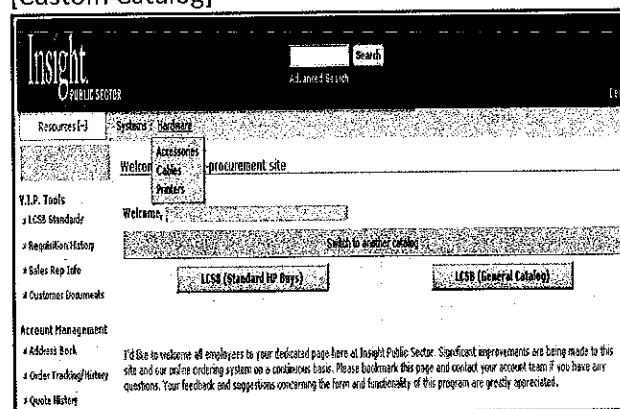 [Custom Catalog]
Insight.
PUBLIC SECTOR
Search
Advanced Search
Resources [-]
Systems : Hardware
Accessories
Cables
Printers
Welcom -procurement site
V.I.P. Tools
LCSB Standards
Requisition History
Sales Rep Info
Customer Documents
Welcome,
Switch to another catalog
LCSB (Standard HP Buys)
LCSB (General Catalog)
Account Management
Address Book
Order Tracking/History
Quote History
I'd like to welcome all employees to your dedicated page here at Insight Public Sector. Significant improvements are being made to this
site and our online ordering system on a continuous basis. Please bookmark this page and contact your account team if you have any
questions. Your feedback and suggestions concerning the form and functionality of this program are greatly appreciated.